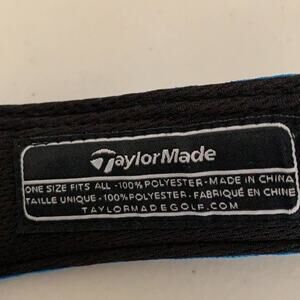 TaylorMade
ONE SIZE FITS ALL -100% POLYESTER- MADE IN CHINA
TAILLE UNIQUE -100% POLYESTER- FABRIQUÉ EN CHINE
TAYLORMADEGOLF.COM